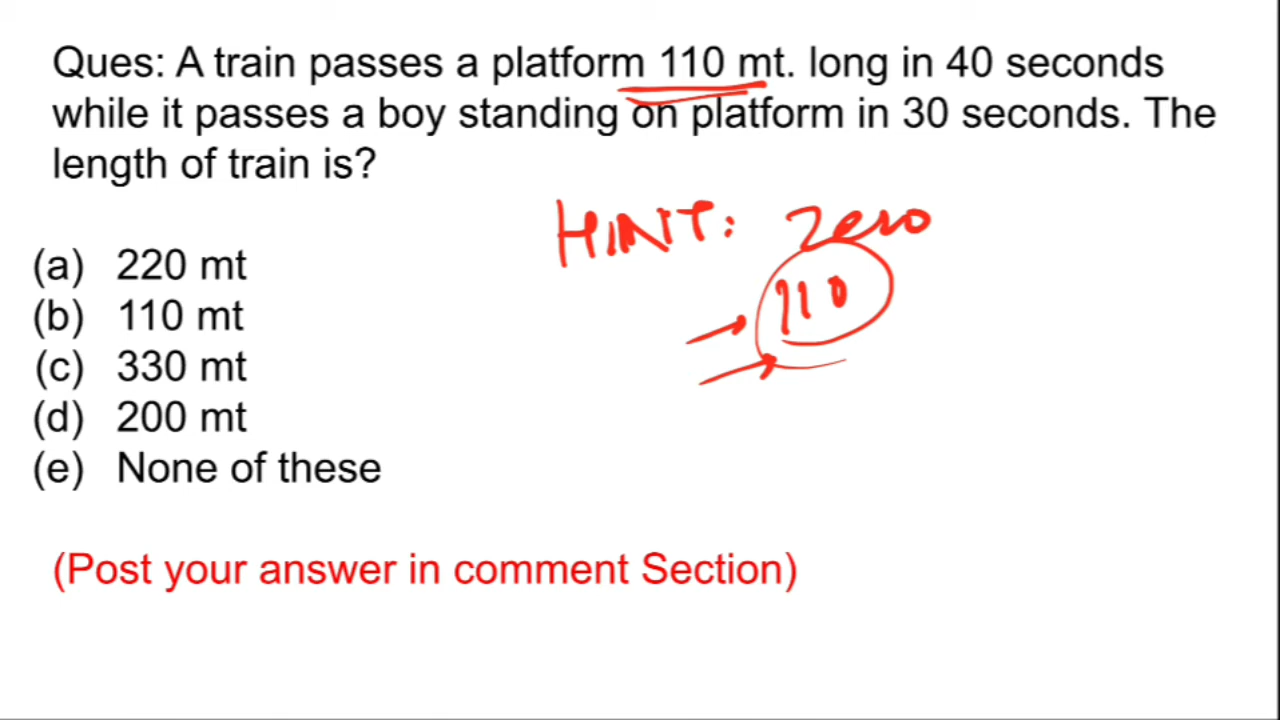 Ques: A train passes a platform 110 mt. long in 40 seconds
while it passes a boy standing on platform in 30 seconds. The
length of train is?
HINT: Zero
110
(a) 220 mt
(b) 110 mt
(c) 330 mt
(d) 200 mt
(e) None of these
(Post your answer in comment Section)